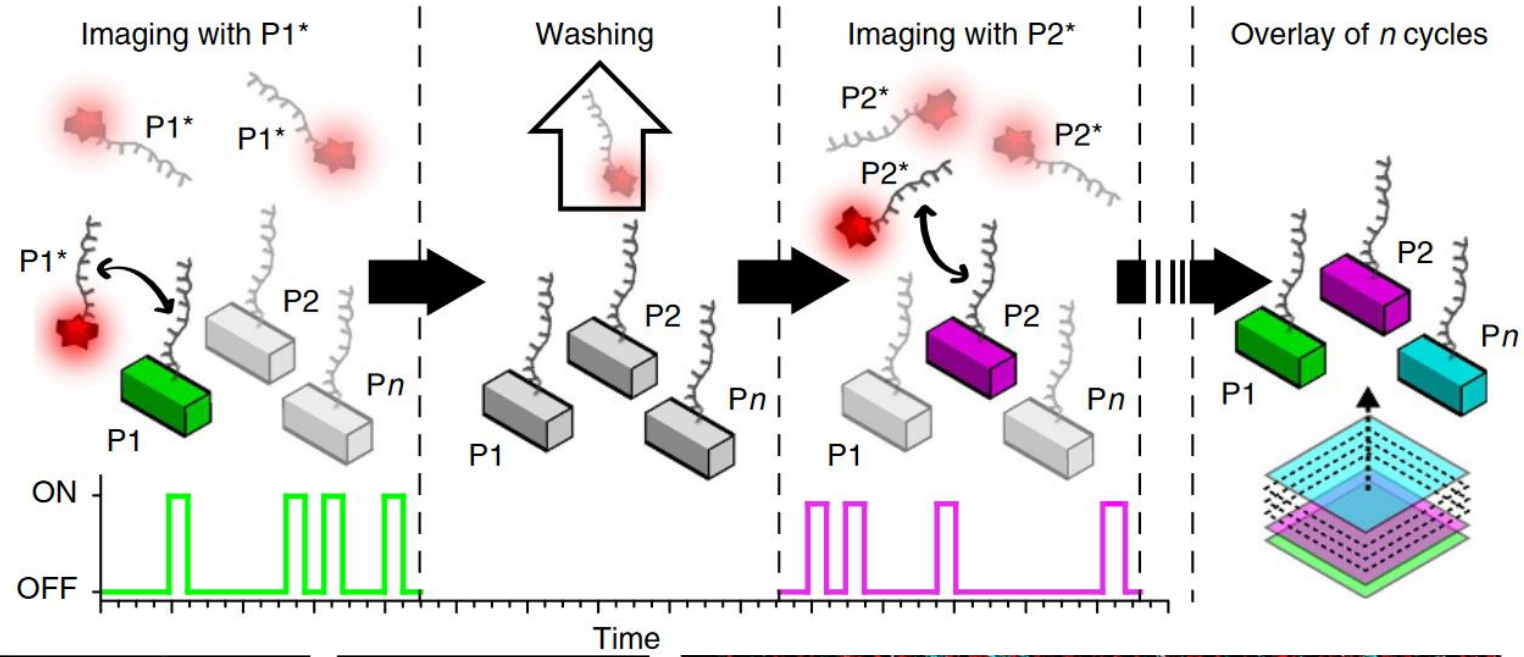 Imaging with P1*
Washing
Imaging with P2*
Overlay of n cycles
P1*
P1*
P1*
P2
Pn
P1
P2
Pn
P1
P2*
P2*
P2*
P2
Pn
P1
P2
Pn
P1
ON
OFF
Time